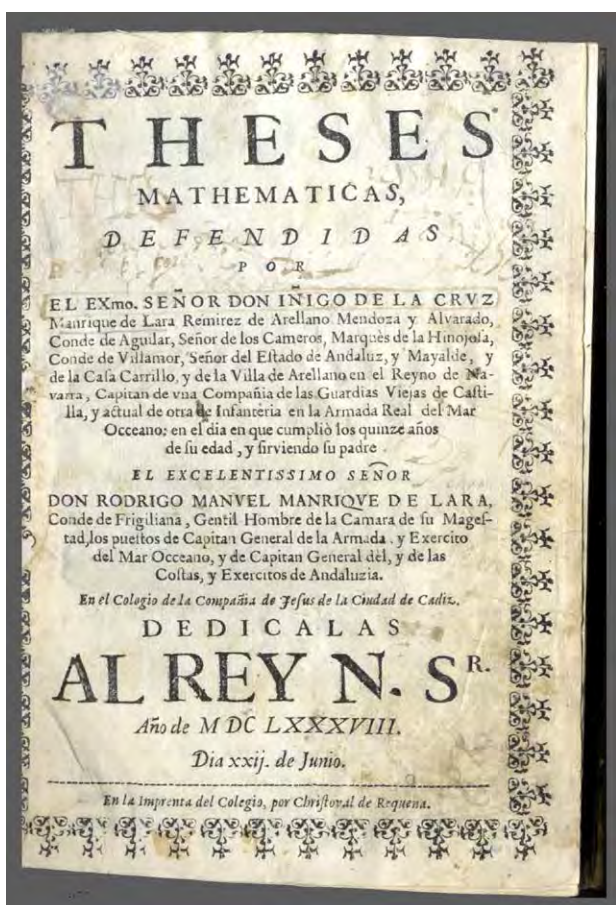 THESES
MATHEMATICAS,
DEFENDIDAS
POR
EL EXmo. SEÑOR DON IÑIGO DE LA CRVZ
Manrique de Lara Remirez de Arellano Mendoza y Alvarado,
Conde de Aguilar, Señor de los Cameros, Marquès de la Hinojosa,
Conde de Villamor, Señor del Estado de Andaluz, y Mayalde, y
de la Casa Carrillo, y de la Villa de Arellano en el Reyno de Na-
varra, Capitan de vna Compañia de las Guardias Viejas de Casti-
lla, y actual de otra de Infanteria en la Armada Real del Mar
Occeano; en el dia en que cumpliò los quinze años
de su edad, y sirviendo su padre
EL EXCELENTISSIMO SEÑOR
DON RODRIGO MANVEL MANRIQVE DE LARA,
Conde de Frigiliana, Gentil Hombre de la Camara de su Mages-
tad, los puestos de Capitan General de la Armada, y Exercito
del Mar Occeano, y de Capitan General del, y de las
Costas, y Exercitos de Andaluzia.
En el Colegio de la Compañia de Jesus de la Ciudad de Cadiz.
DEDICALAS
AL REY N. SR.
Año de MDCLXXXVIII.
Dia xxij. de Junio.
En la Imprenta del Colegio, por Christoval de Requena.